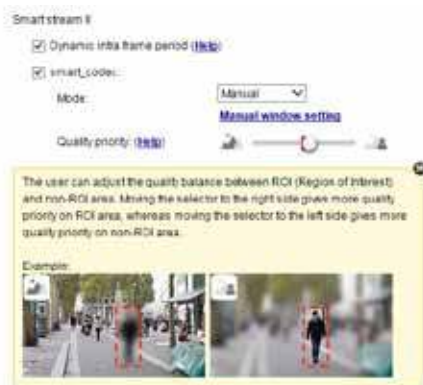 Smart stream II
Dynamic intra frame period (Help)
smart_codec:
Mode: Manual
Manual window setting
Quality priority: (Help)
The user can adjust the quality balance between ROI (Region of Interest)
and non-ROI area. Moving the selector to the right side gives more quality
priority on ROI area, whereas moving the selector to the left side gives more
quality priority on non-ROI area.
Example: